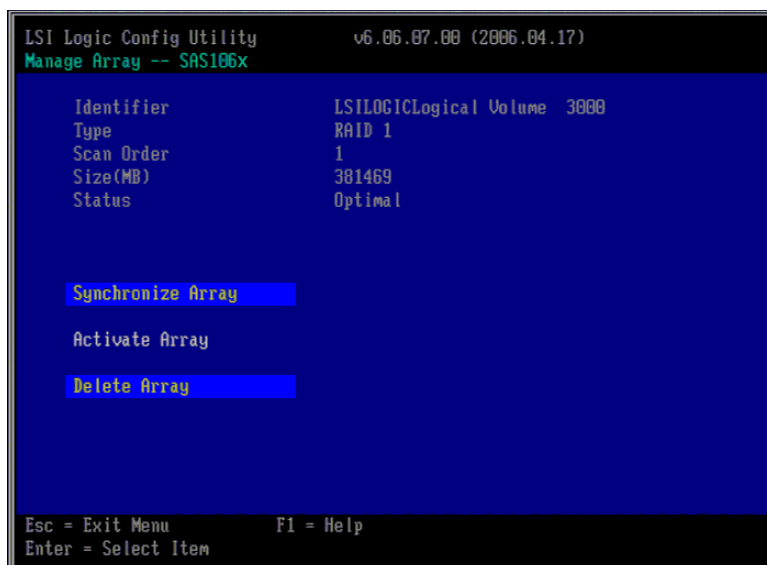 LSI Logic Config Utility v6.06.07.00 (2006.04.17)
Manage Array -- SAS106x
Identifier LSILOGICLogical Volume 3000
Type RAID 1
Scan Order 1
Size(MB) 381469
Status Optimal
Synchronize Array
Activate Array
Delete Array
Esc = Exit Menu F1 = Help
Enter = Select Item